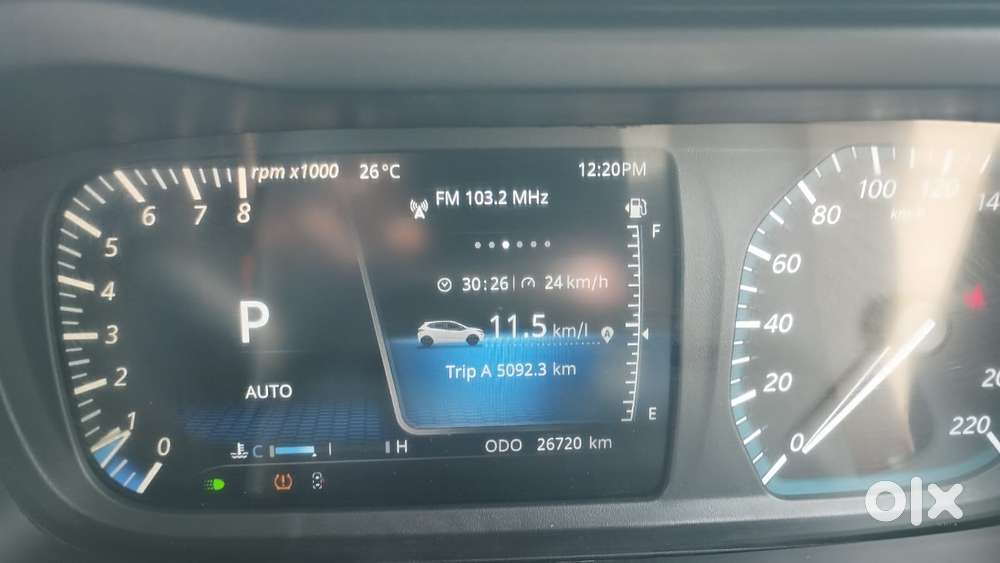 rpm x1000 26 °C 12:20PM
FM 103.2 MHz
F
30:26 | 24 km/h
11.5 km/l
A
Trip A 5092.3 km
E
P
AUTO
0
1
2
3
4
5
6
7
8
C H ODO 26720 km
0
20
40
60
80
100
120
220
olx